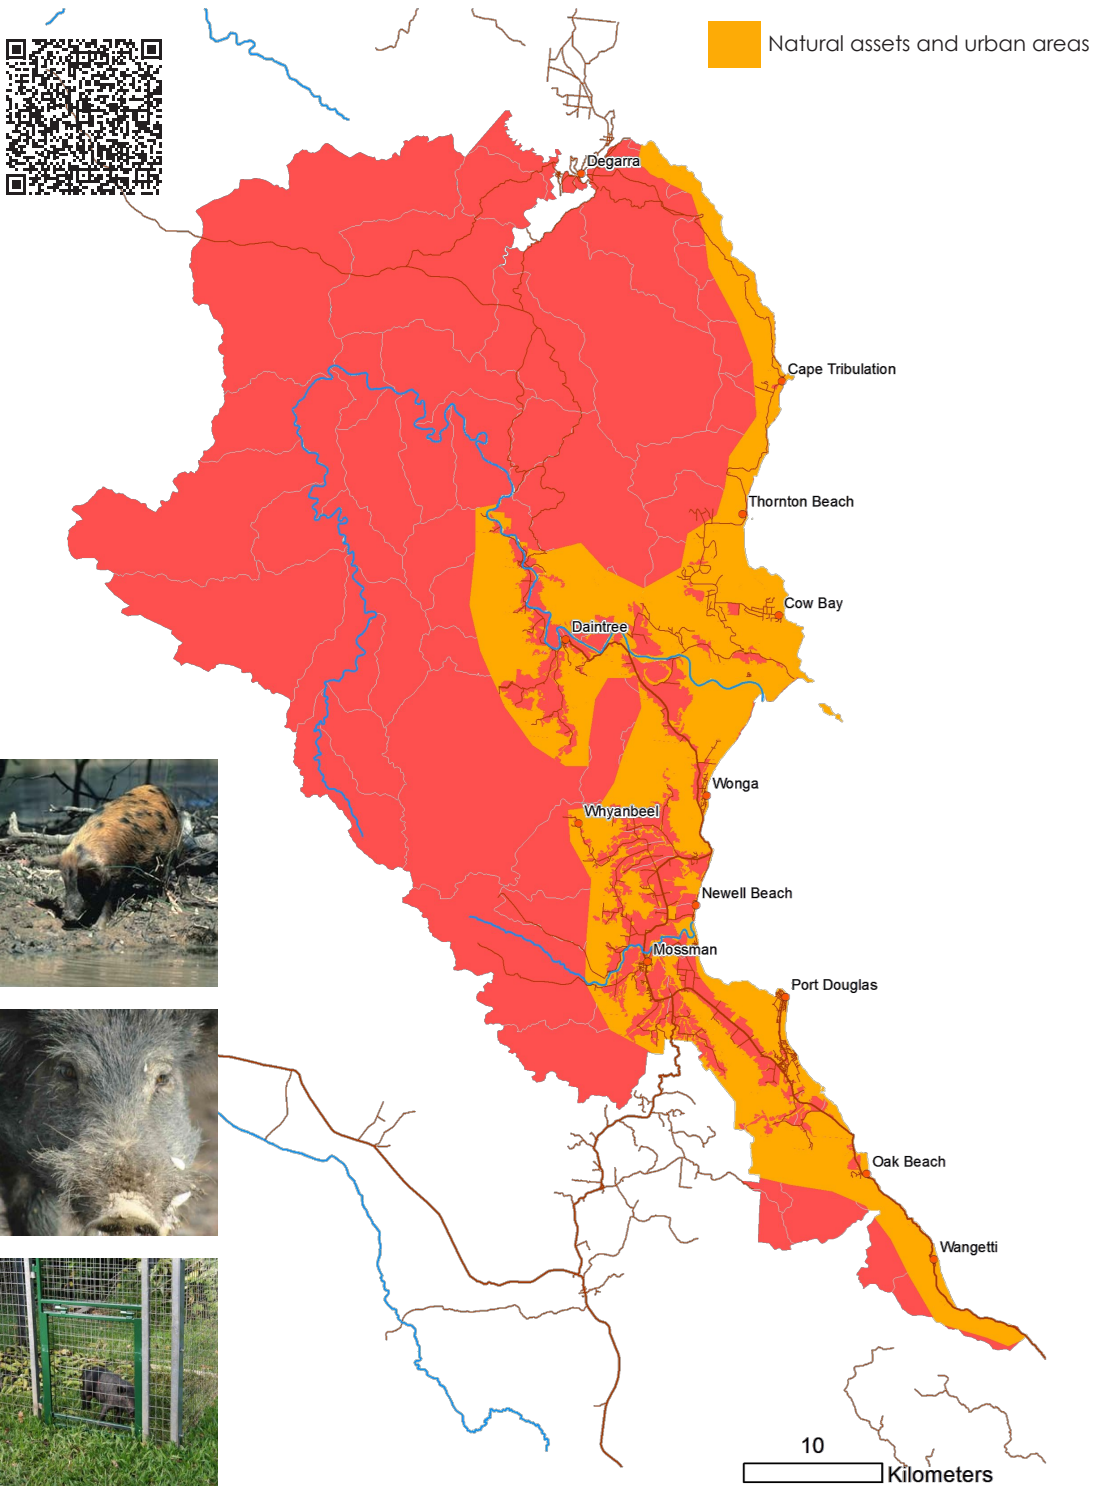 Natural assets and urban areas
Degarra
Cape Tribulation
Thornton Beach
Cow Bay
Daintree
Wonga
Whyanbeel
Newell Beach
Mossman
Port Douglas
Oak Beach
Wangetti
10
Kilometers